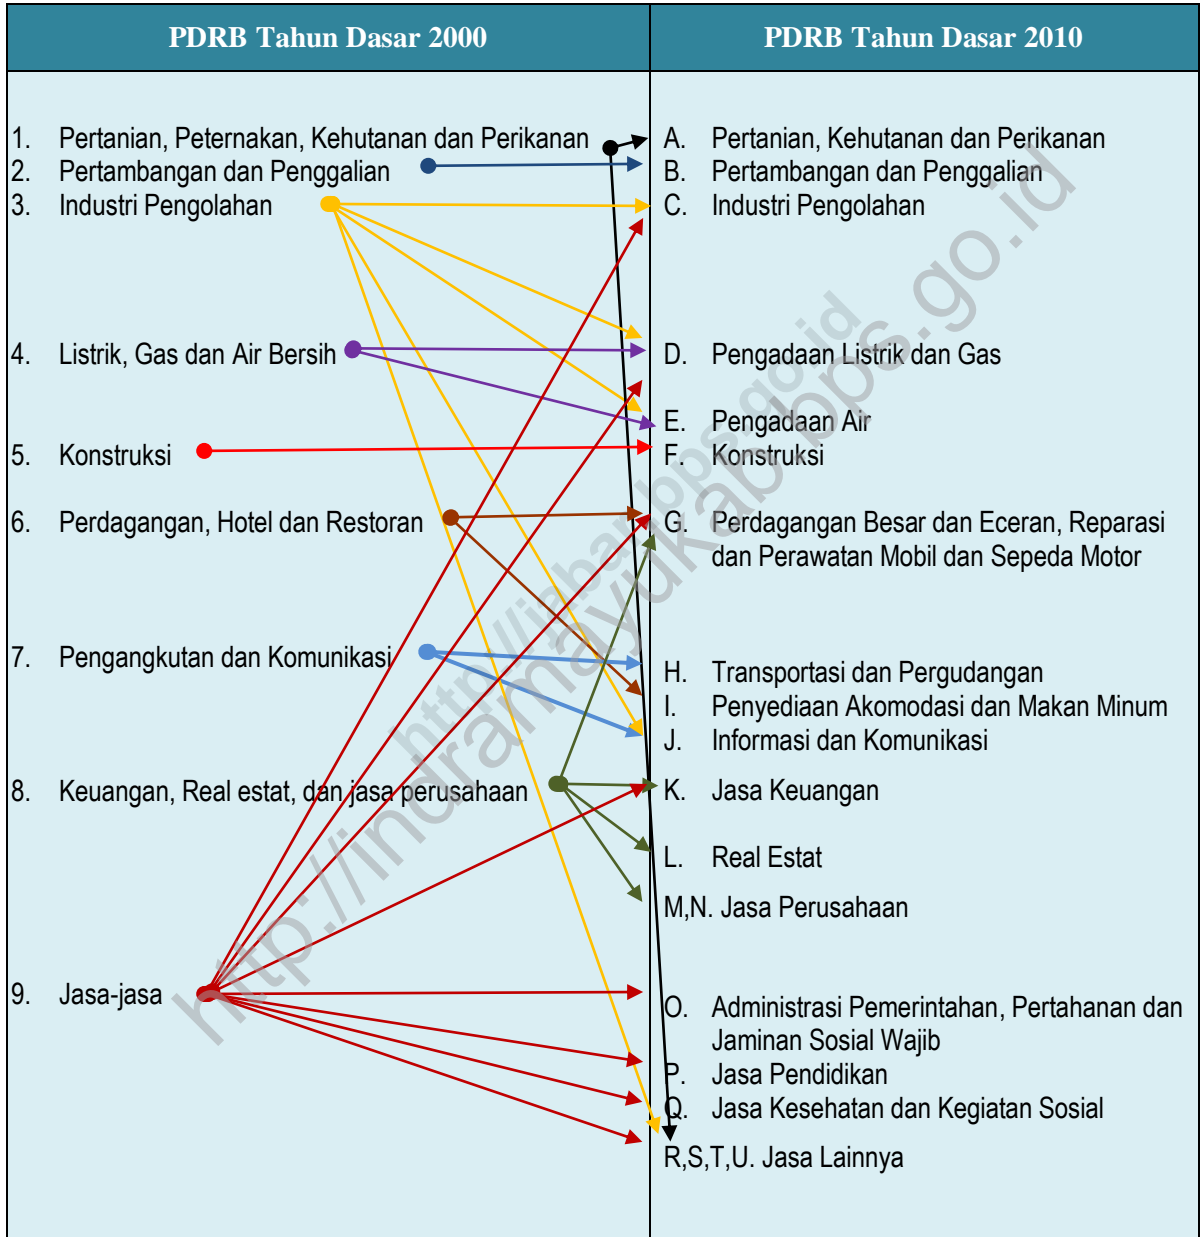 PDRB Tahun Dasar 2000
PDRB Tahun Dasar 2010
1. Pertanian, Peternakan, Kehutanan dan Perikanan
2. Pertambangan dan Penggalian
3. Industri Pengolahan
4. Listrik, Gas dan Air Bersih
5. Konstruksi
6. Perdagangan, Hotel dan Restoran
7. Pengangkutan dan Komunikasi
8. Keuangan, Real estat, dan jasa perusahaan
9. Jasa-jasa
A. Pertanian, Kehutanan dan Perikanan
B. Pertambangan dan Penggalian
C. Industri Pengolahan
D. Pengadaan Listrik dan Gas
E. Pengadaan Air
F. Konstruksi
G. Perdagangan Besar dan Eceran, Reparasi
dan Perawatan Mobil dan Sepeda Motor
H. Transportasi dan Pergudangan
I. Penyediaan Akomodasi dan Makan Minum
J. Informasi dan Komunikasi
K. Jasa Keuangan
L. Real Estat
M,N. Jasa Perusahaan
O. Administrasi Pemerintahan, Pertahanan dan
Jaminan Sosial Wajib
P. Jasa Pendidikan
Q. Jasa Kesehatan dan Kegiatan Sosial
R,S,T,U. Jasa Lainnya
http://jabar.bps.go.id
http://indramayukab.bps.go.id